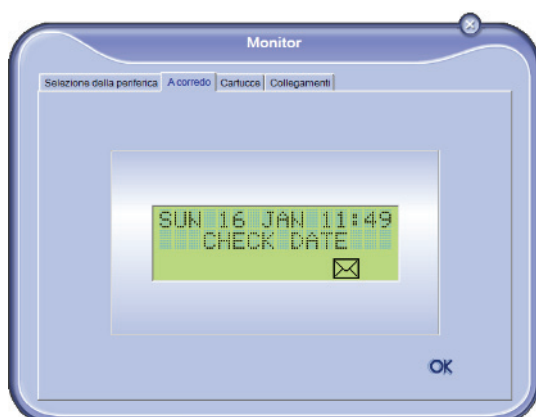 Monitor
Selezione della periferica A corredo Cartucce Collegamenti
SUN 16 JAN 11:49
CHECK DATE
OK